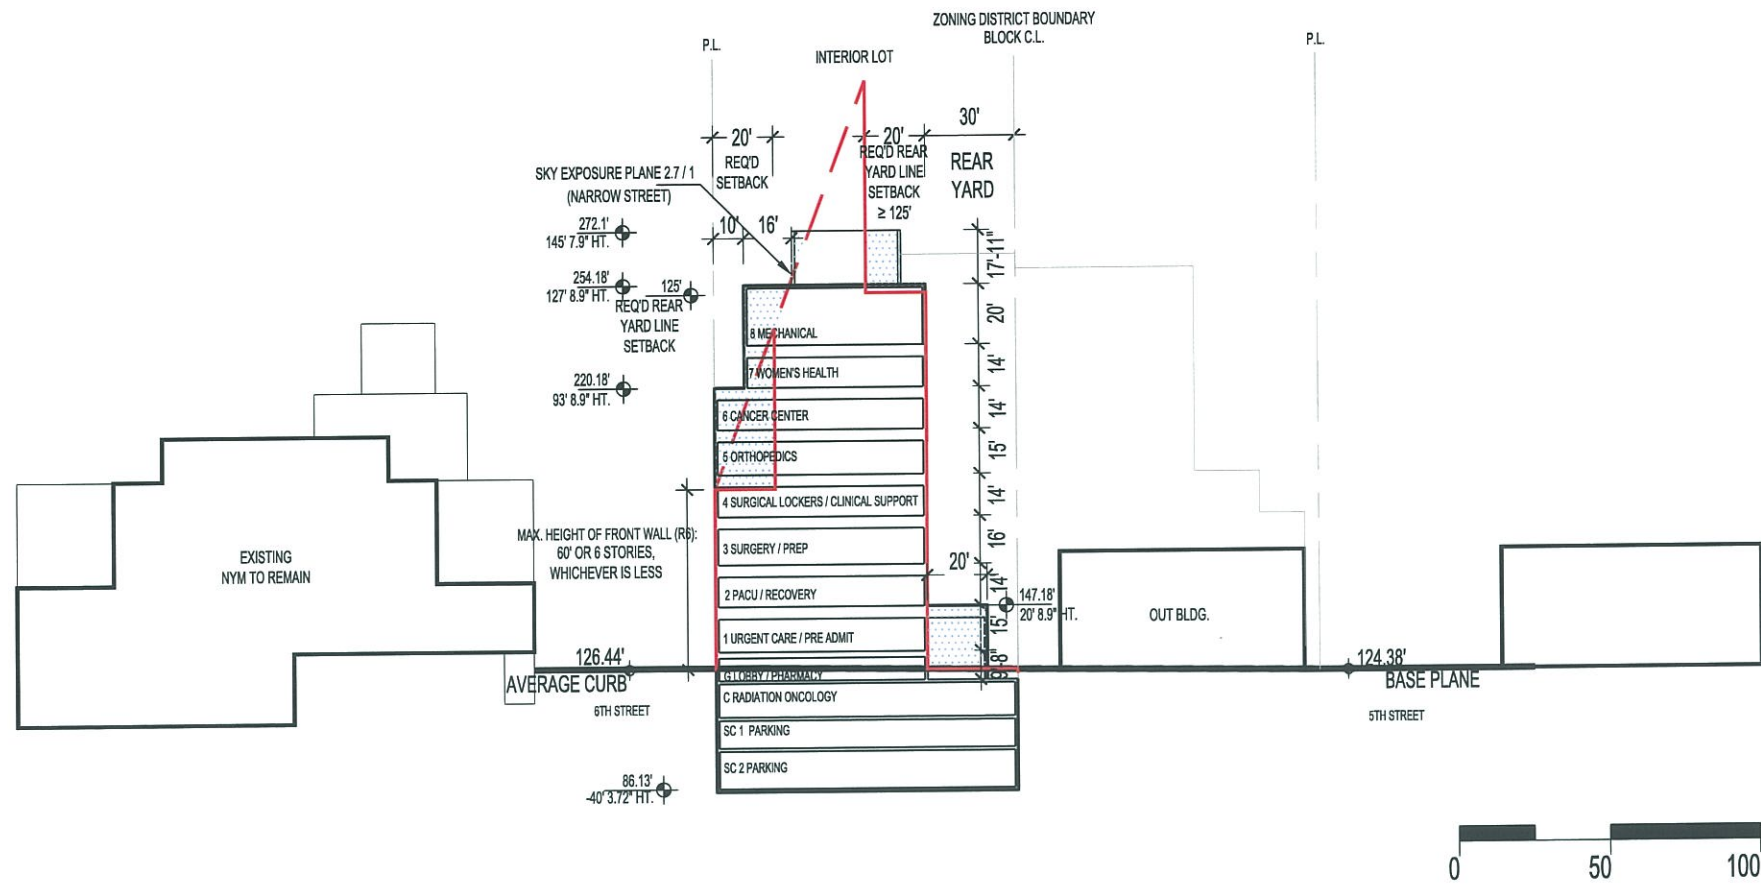 ZONING DISTRICT BOUNDARY
BLOCK C.L.
P.L.
P.L.
INTERIOR LOT
30'
20'
20'
REQ'D
SETBACK
REQ'D REAR
YARD LINE
SETBACK
≥ 125'
REAR
YARD
SKY EXPOSURE PLANE 2.7 / 1
(NARROW STREET)
10'
16'
272.1'
145' 7.9" HT.
17'-11"
254.18'
127' 8.9" HT.
125'
REQ'D REAR
YARD LINE
SETBACK
20'
8 MECHANICAL
14'
7 WOMEN'S HEALTH
220.18'
93' 8.9" HT.
14'
6 CANCER CENTER
15'
5 ORTHOPEDICS
14'
4 SURGICAL LOCKERS / CLINICAL SUPPORT
MAX. HEIGHT OF FRONT WALL (R6):
60' OR 6 STORIES,
WHICHEVER IS LESS
16'
3 SURGERY / PREP
EXISTING
NYM TO REMAIN
20'
14'
2 PACU / RECOVERY
147.18'
20' 8.9" HT.
OUT BLDG.
15'
1 URGENT CARE / PRE ADMIT
126.44'
AVERAGE CURB
6TH STREET
G LOBBY / PHARMACY
124.38'
BASE PLANE
5TH STREET
C RADIATION ONCOLOGY
SC 1 PARKING
SC 2 PARKING
86.13'
-40' 3.72" HT.
0
50
100